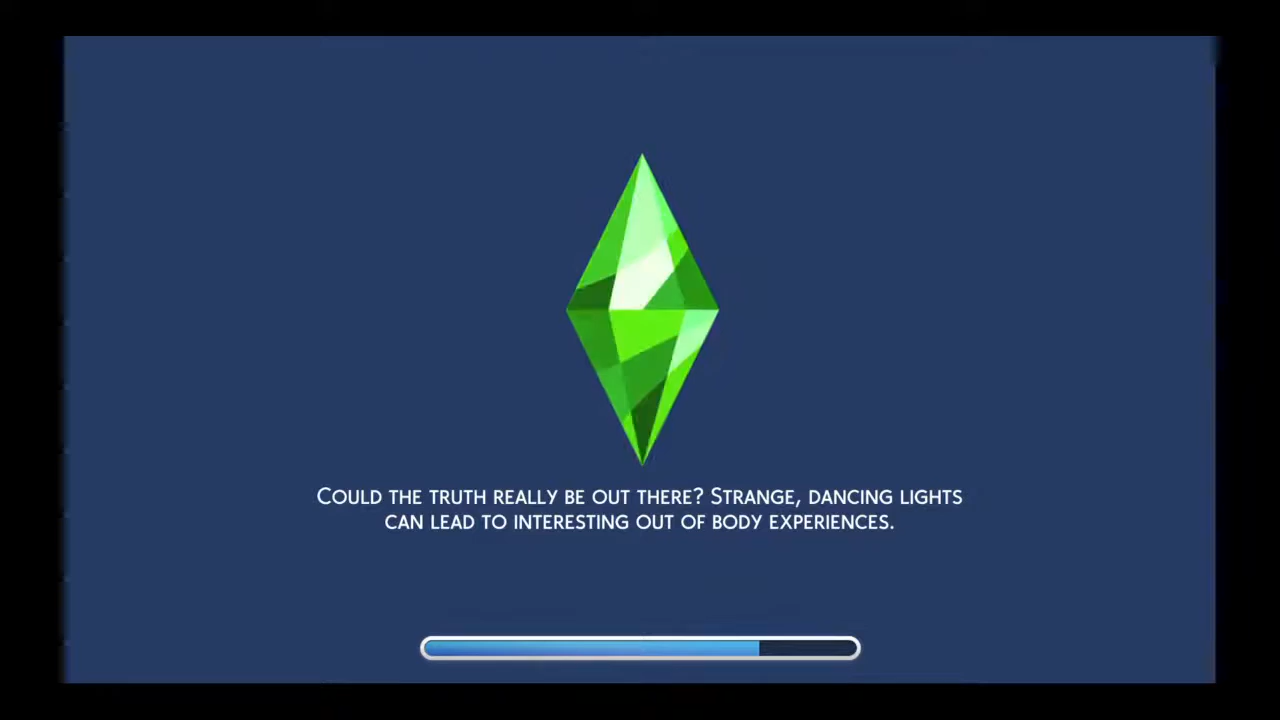 Could the truth really be out there? Strange, dancing lights
can lead to interesting out of body experiences.